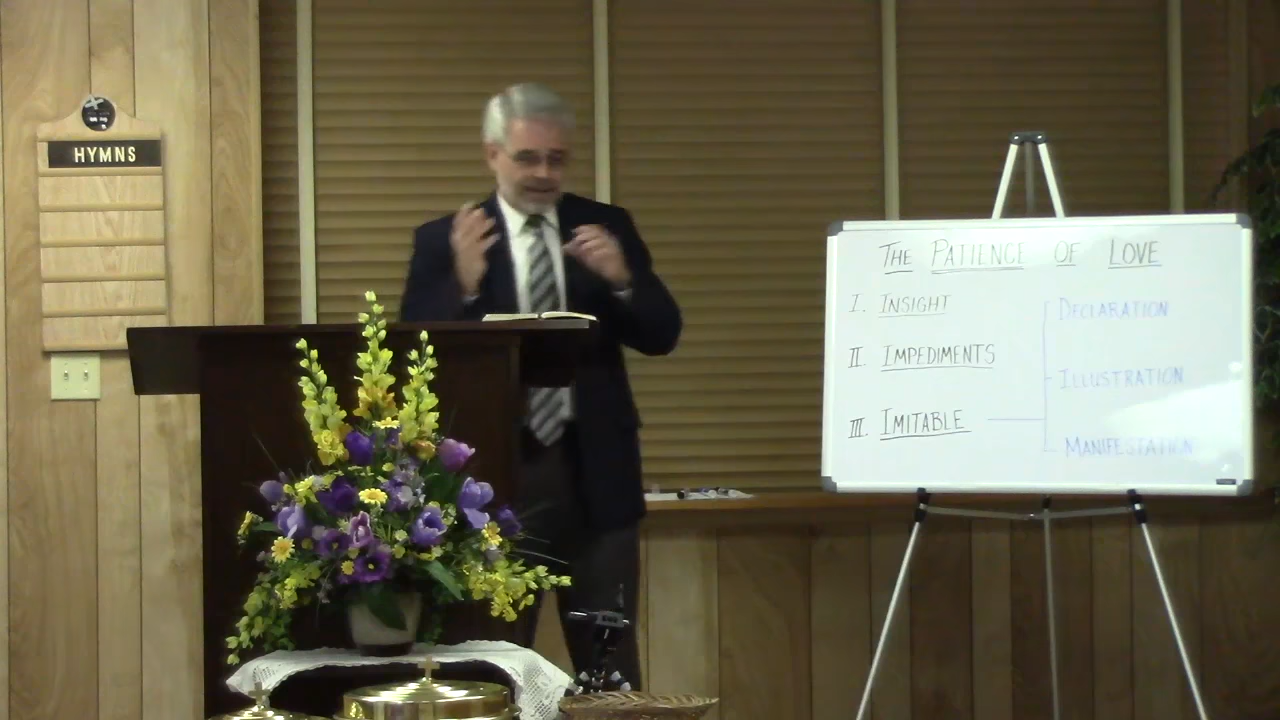 HYMNS
THE PATIENCE OF LOVE
I. INSIGHT
II. IMPEDIMENTS
III. IMITABLE
DECLARATION
ILLUSTRATION
MANIFESTATION